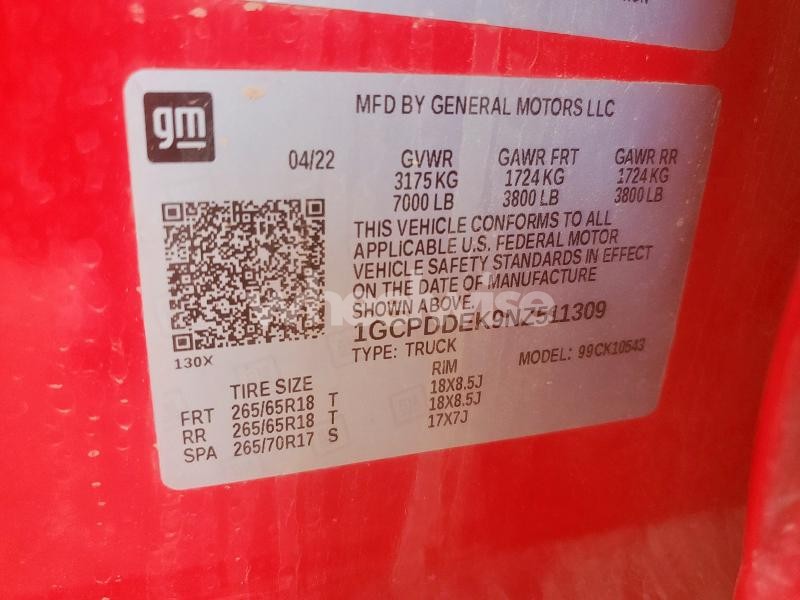 gm
MFD BY GENERAL MOTORS LLC
04/22 GVWR GAWR FRT GAWR RR
3175 KG 1724 KG 1724 KG
7000 LB 3800 LB 3800 LB
THIS VEHICLE CONFORMS TO ALL
APPLICABLE U.S. FEDERAL MOTOR
VEHICLE SAFETY STANDARDS IN EFFECT
ON THE DATE OF MANUFACTURE
SHOWN ABOVE.
1GCPDDEK9NZ511309
130X
TYPE: TRUCK MODEL: 99CK10543
TIRE SIZE RIM
FRT 265/65R18 T 18X8.5J
RR 265/65R18 T 18X8.5J
SPA 265/70R17 S 17X7J